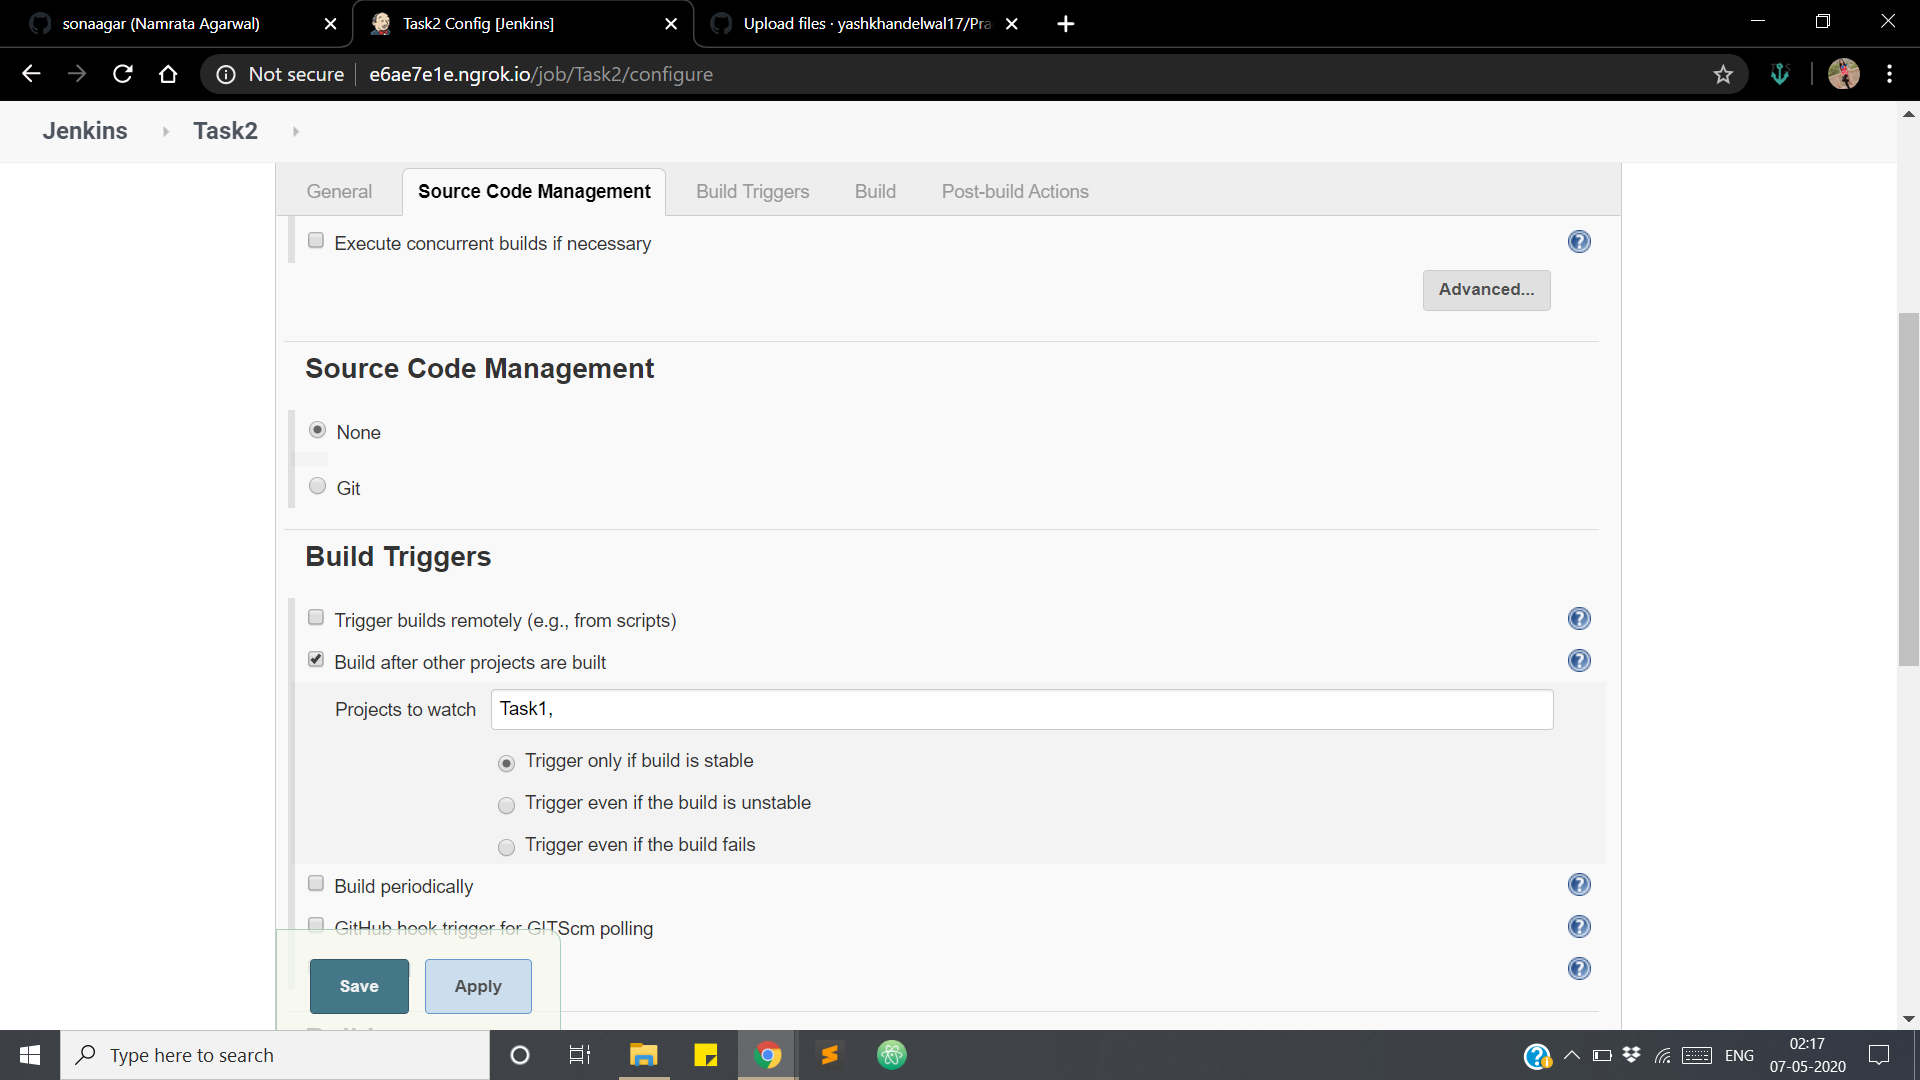 sonaagar (Namrata Agarwal)
Task2 Config [Jenkins]
Upload files · yashkhandelwal17/Pra
Not secure
e6ae7e1e.ngrok.io/job/Task2/configure
Jenkins
Task2
General
Source Code Management
Build Triggers
Build
Post-build Actions
Execute concurrent builds if necessary
Advanced...
Source Code Management
None
Git
Build Triggers
Trigger builds remotely (e.g., from scripts)
Build after other projects are built
Projects to watch
Task1,
Trigger only if build is stable
Trigger even if the build is unstable
Trigger even if the build fails
Build periodically
GitHub hook trigger for GITScm polling
Save
Apply
Type here to search
ENG
02:17
07-05-2020